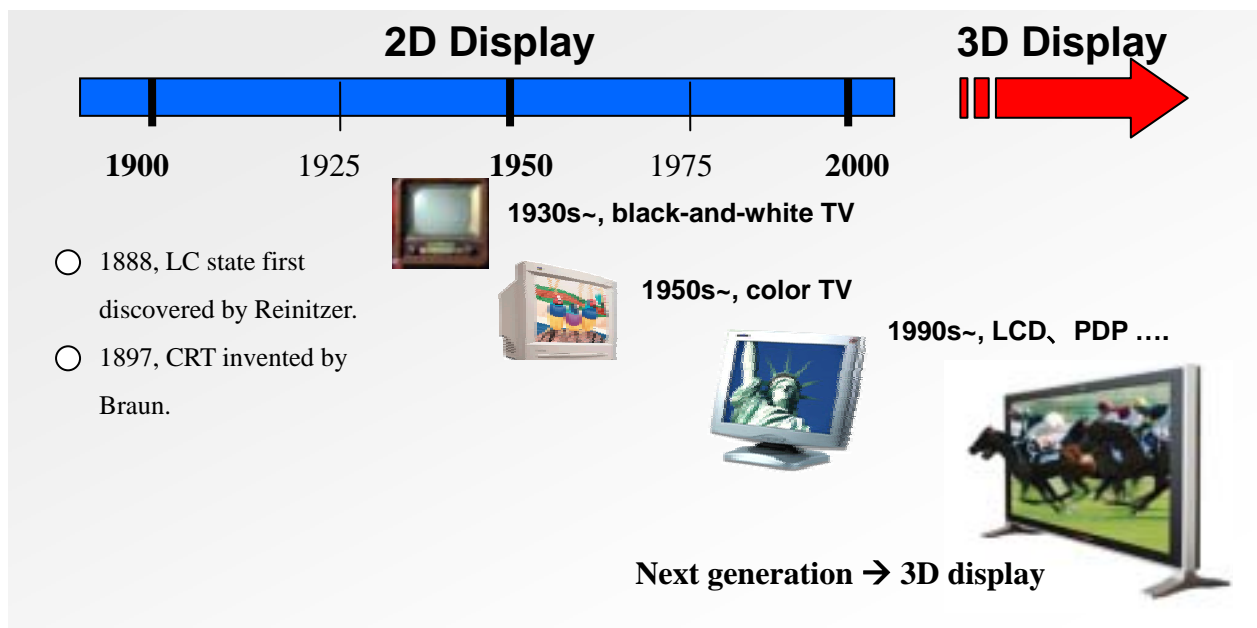 2D Display
3D Display
1900
1925
1950
1975
2000
1930s~, black-and-white TV
○ 1888, LC state first
discovered by Reinitzer.
○ 1897, CRT invented by
Braun.
1950s~, color TV
1990s~, LCD、PDP ….
Next generation → 3D display